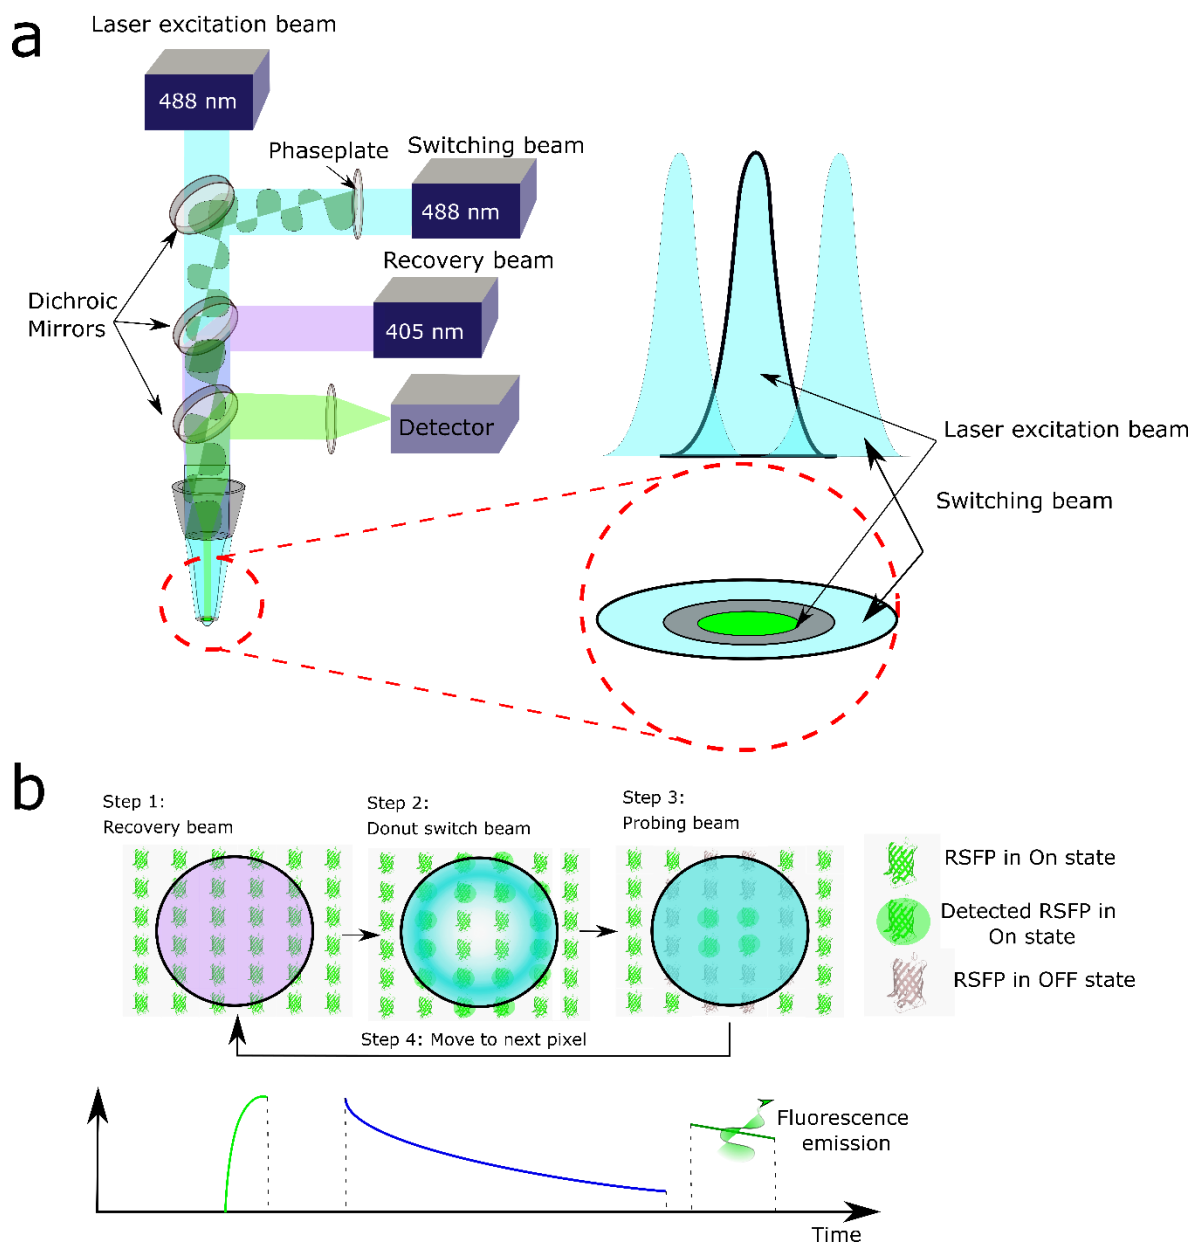 a
Laser excitation beam
488 nm
Phaseplate
Switching beam
488 nm
Recovery beam
Dichroic
Mirrors
405 nm
Detector
Laser excitation beam
Switching beam
b
Step 1:
Recovery beam
Step 2:
Donut switch beam
Step 3:
Probing beam
RSFP in On state
Detected RSFP in
On state
RSFP in OFF state
Step 4: Move to next pixel
Fluorescence
emission
Time